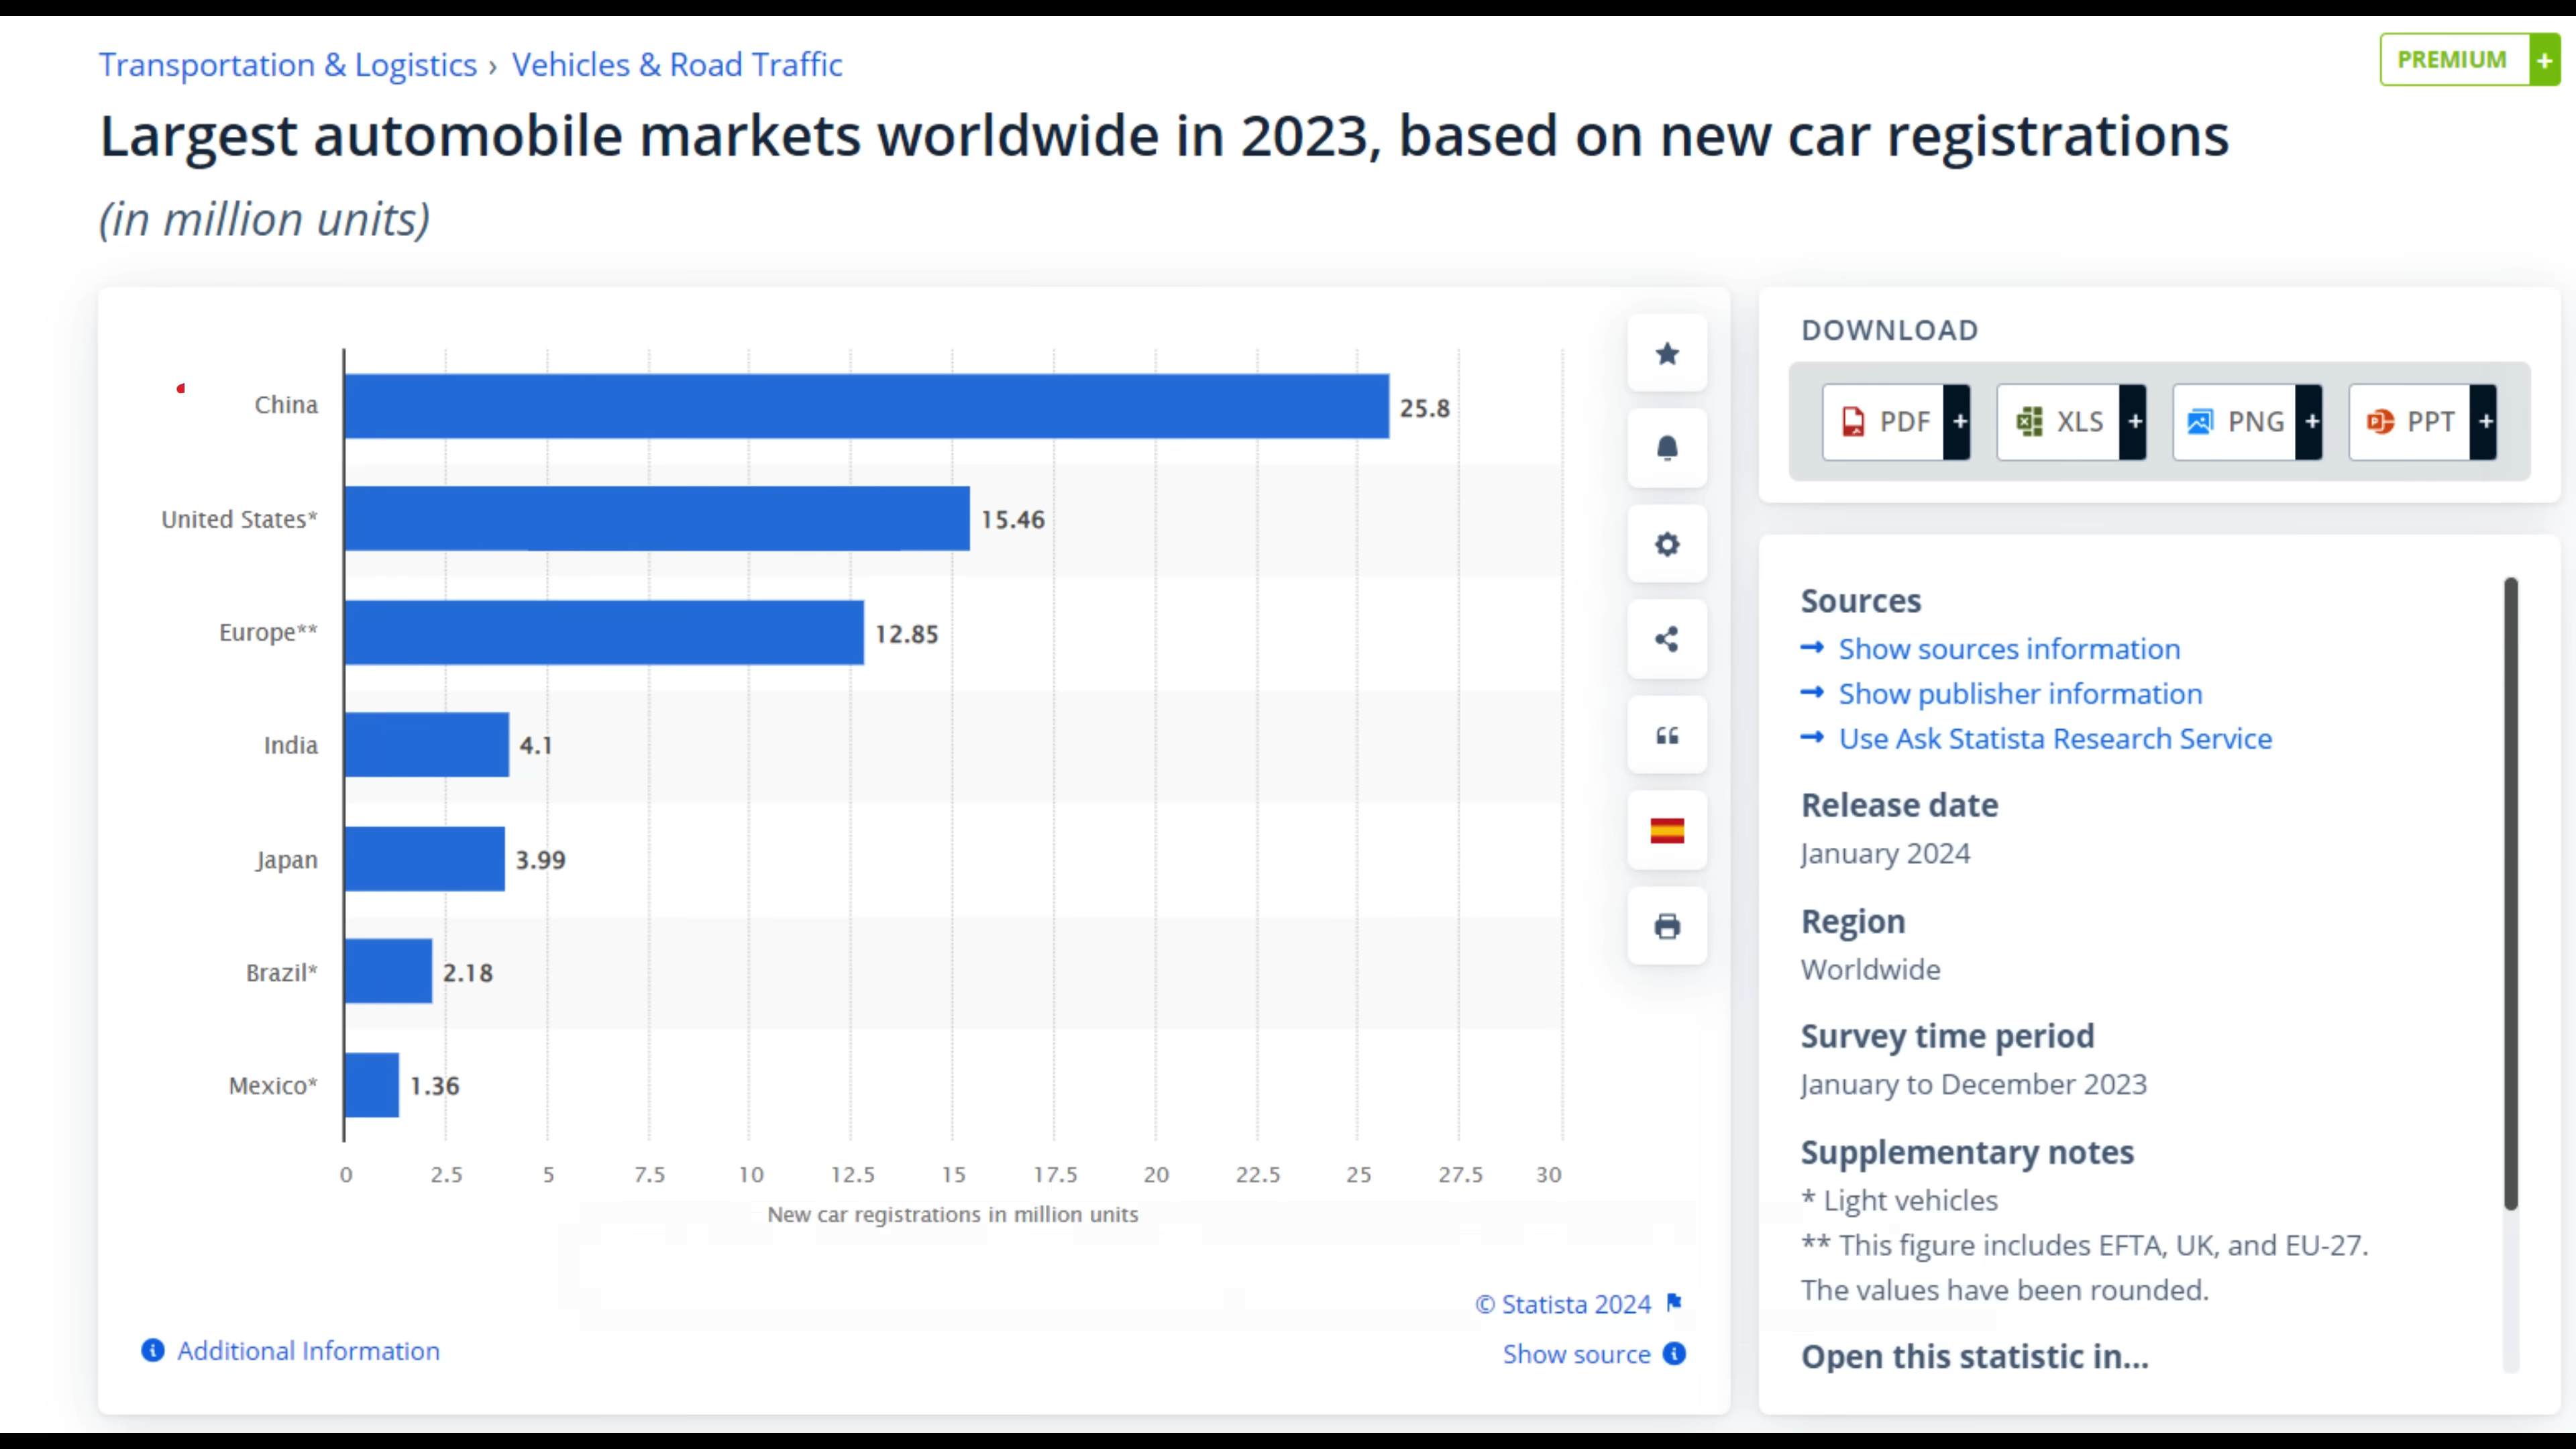 Transportation & Logistics › Vehicles & Road Traffic
PREMIUM +
Largest automobile markets worldwide in 2023, based on new car registrations
(in million units)
China 25.8
United States* 15.46
Europe** 12.85
India 4.1
Japan 3.99
Brazil* 2.18
Mexico* 1.36
0 2.5 5 7.5 10 12.5 15 17.5 20 22.5 25 27.5 30
New car registrations in million units
© Statista 2024
Additional Information
Show source
DOWNLOAD
PDF + XLS + PNG + PPT +
Sources
→ Show sources information
→ Show publisher information
→ Use Ask Statista Research Service
Release date
January 2024
Region
Worldwide
Survey time period
January to December 2023
Supplementary notes
* Light vehicles
** This figure includes EFTA, UK, and EU-27.
The values have been rounded.
Open this statistic in...